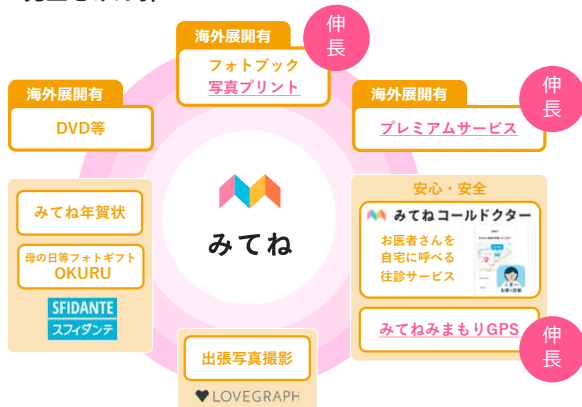 海外展開有
フォトブック
写真プリント
伸長
海外展開有
DVD等
海外展開有
プレミアムサービス
伸長
みてね
みてね年賀状
母の日等フォトギフト
OKURU
SFIDANTE
スフィダンテ
安心・安全
みてねコールドクター
お医者さんを
自宅に呼べる
往診サービス
みてねみまもりGPS
伸長
出張写真撮影
LOVEGRAPH